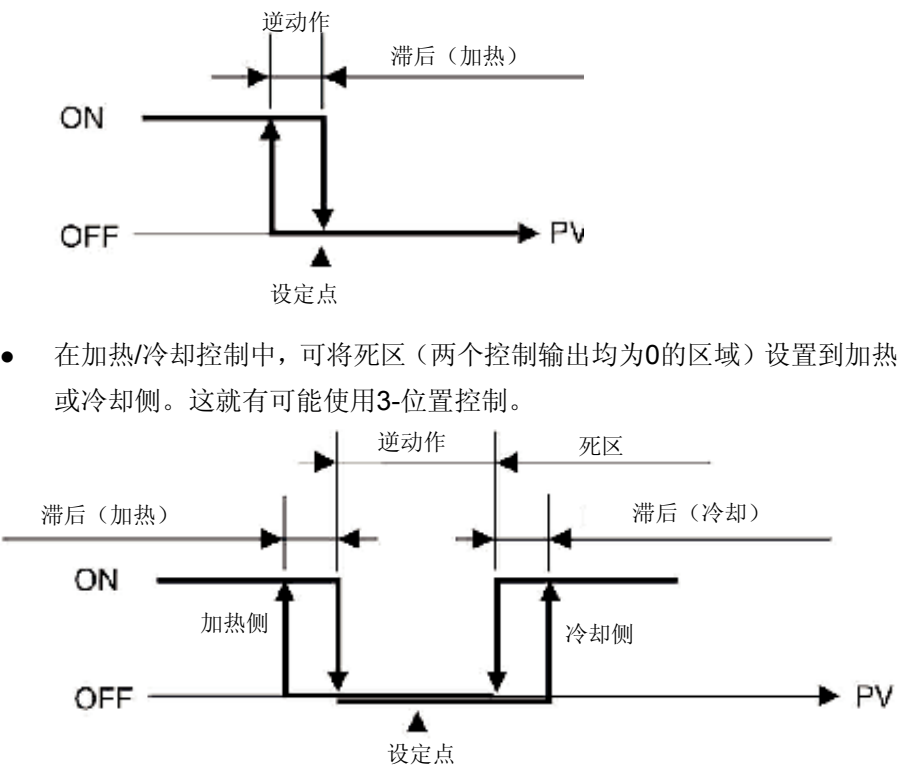 逆动作
滞后（加热）
ON
OFF
PV
设定点
● 在加热/冷却控制中，可将死区（两个控制输出均为0的区域）设置到加热
或冷却侧。这就有可能使用3-位置控制。
逆动作
死区
滞后（加热）
滞后（冷却）
ON
加热侧
冷却侧
OFF
PV
设定点